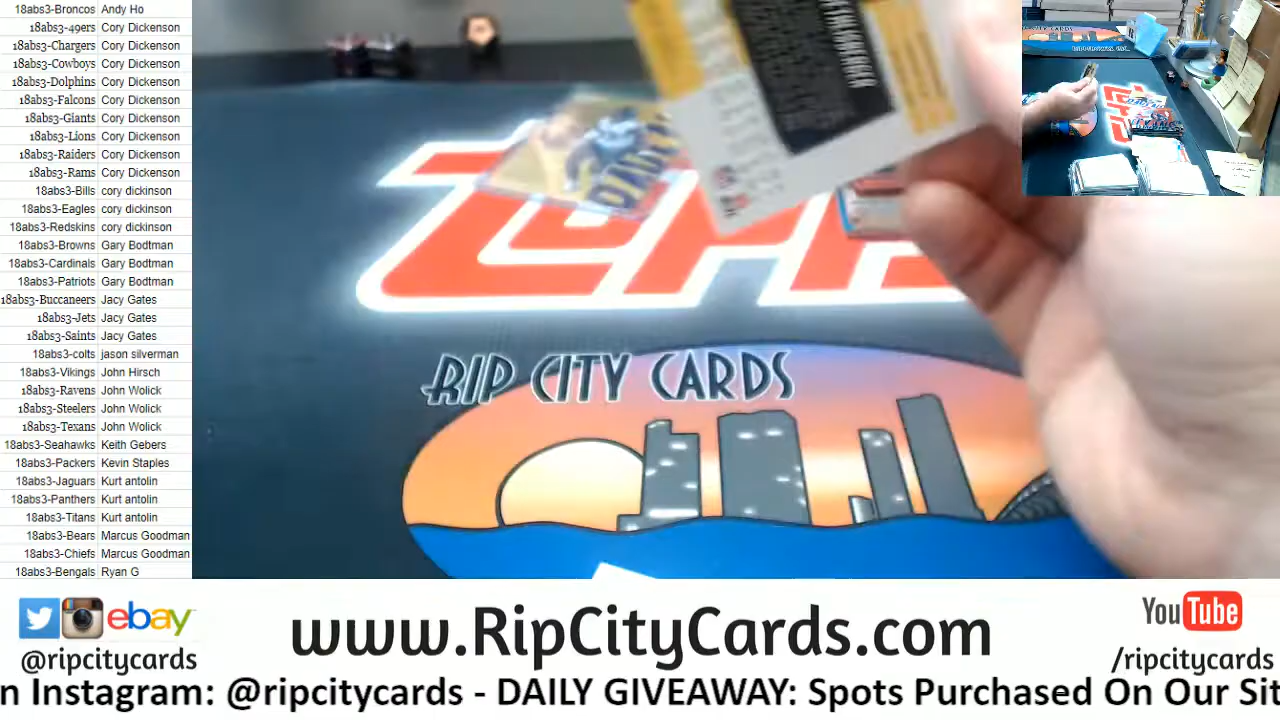 18abs3-Broncos Andy Ho
18abs3-49ers Cory Dickenson
18abs3-Chargers Cory Dickenson
18abs3-Cowboys Cory Dickenson
18abs3-Dolphins Cory Dickenson
18abs3-Falcons Cory Dickenson
18abs3-Giants Cory Dickenson
18abs3-Lions Cory Dickenson
18abs3-Raiders Cory Dickenson
18abs3-Rams Cory Dickenson
18abs3-Bills cory dickinson
18abs3-Eagles cory dickinson
18abs3-Redskins cory dickinson
18abs3-Browns Gary Bodtman
18abs3-Cardinals Gary Bodtman
18abs3-Patriots Gary Bodtman
18abs3-Buccaneers Jacy Gates
18abs3-Jets Jacy Gates
18abs3-Saints Jacy Gates
18abs3-colts jason silverman
18abs3-Vikings John Hirsch
18abs3-Ravens John Wolick
18abs3-Steelers John Wolick
18abs3-Texans John Wolick
18abs3-Seahawks Keith Gebers
18abs3-Packers Kevin Staples
18abs3-Jaguars Kurt antolin
18abs3-Panthers Kurt antolin
18abs3-Titans Kurt antolin
18abs3-Bears Marcus Goodman
18abs3-Chiefs Marcus Goodman
18abs3-Bengals Ryan G
RIP CITY CARDS
ebay
@ripcitycards
www.RipCityCards.com
YouTube
/ripcitycards
n Instagram: @ripcitycards - DAILY GIVEAWAY: Spots Purchased On Our Sit